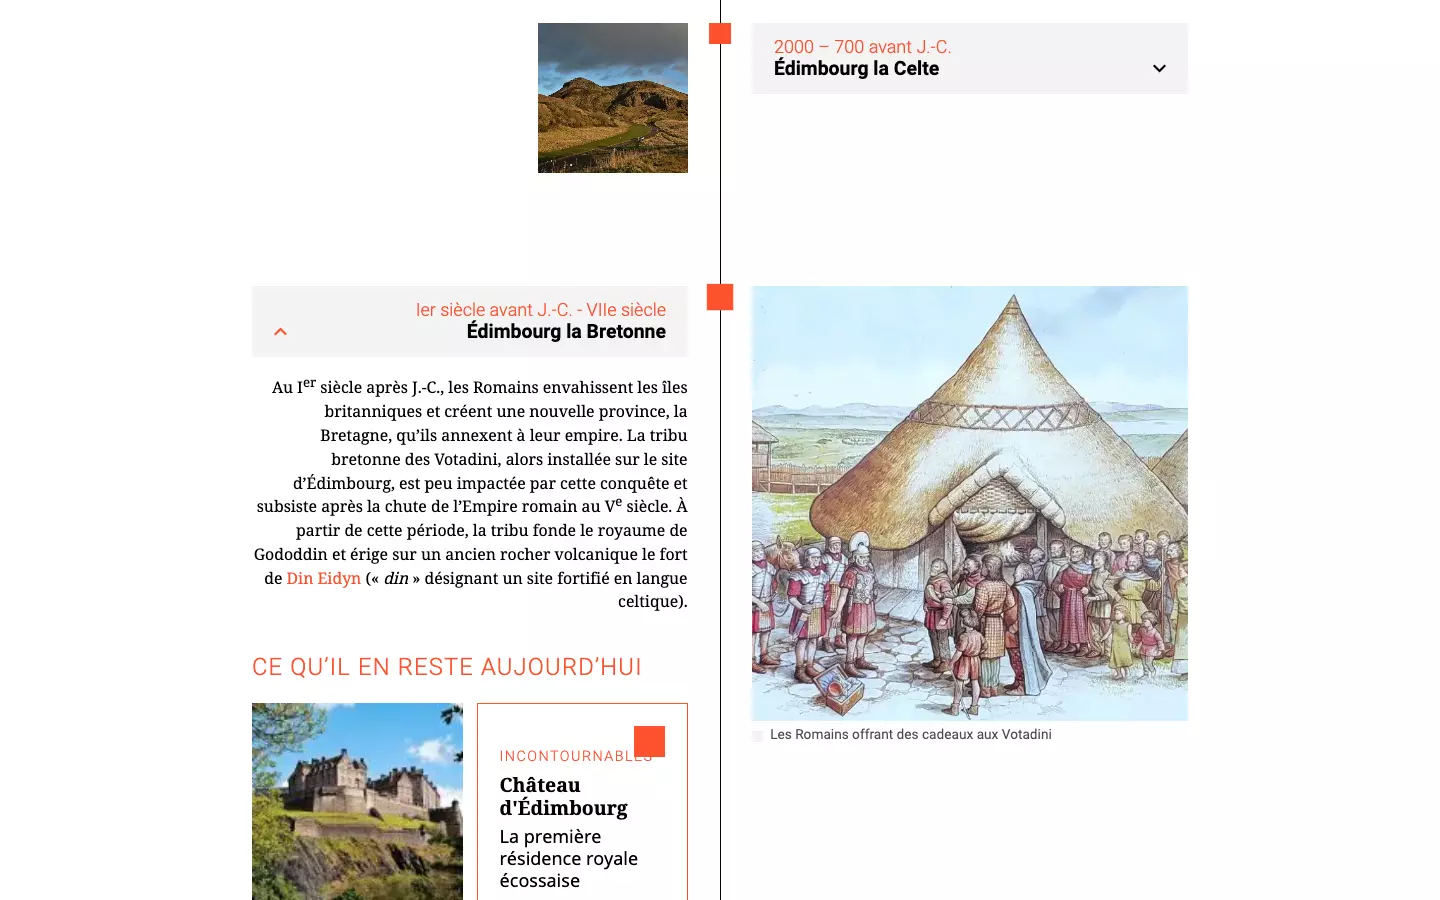 2000 – 700 avant J.-C.
Édimbourg la Celte
Ier siècle avant J.-C. - VIIe siècle
Édimbourg la Bretonne
Au Ier siècle après J.-C., les Romains envahissent les îles
britanniques et créent une nouvelle province, la
Bretagne, qu’ils annexent à leur empire. La tribu
bretonne des Votadini, alors installée sur le site
d’Édimbourg, est peu impactée par cette conquête et
subsiste après la chute de l’Empire romain au Ve siècle. À
partir de cette période, la tribu fonde le royaume de
Gododdin et érige sur un ancien rocher volcanique le fort
de Din Eidyn (« din » désignant un site fortifié en langue
celtique).
CE QU’IL EN RESTE AUJOURD’HUI
INCONTOURNABLES
Château
d'Édimbourg
La première
résidence royale
écossaise
Les Romains offrant des cadeaux aux Votadini